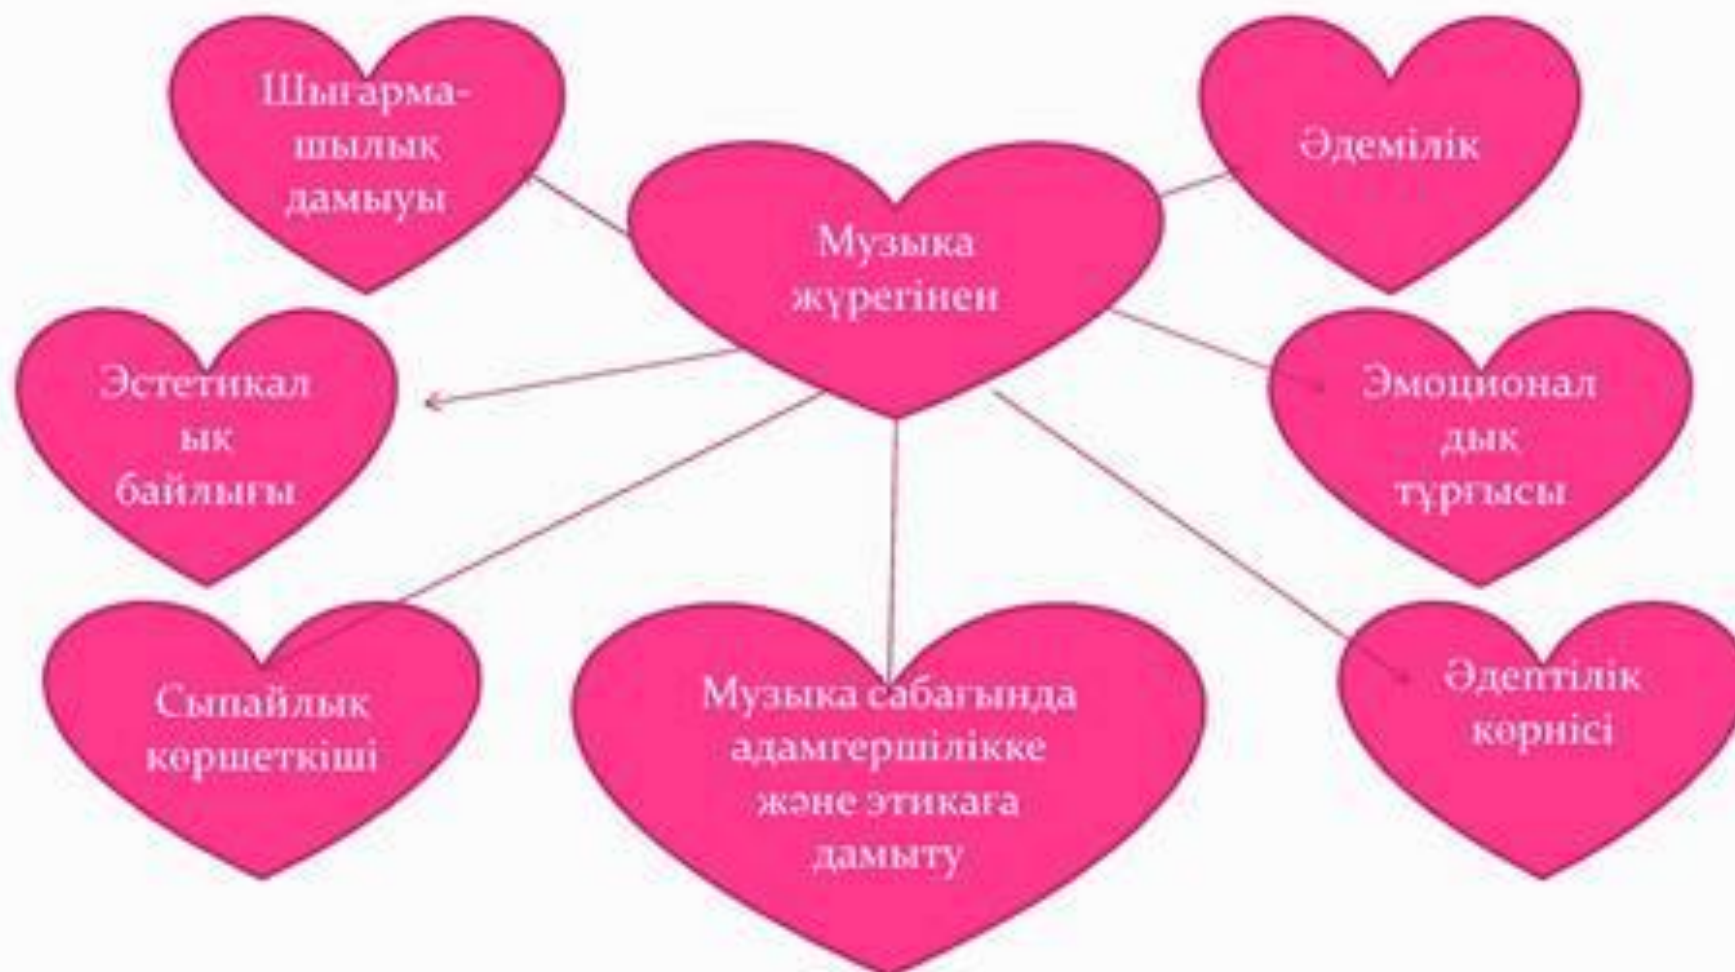 Шығарма-
шылық
дамыуы
Әдемілік
Музыка
жүрегінен
Эстетикал
ық
байлығы
Эмоционал
дық
тұрғысы
Сыпайлық
көршеткіші
Музыка сабағында
адамгершілікке
және этикаға
дамыту
Әдептілік
көрнісі